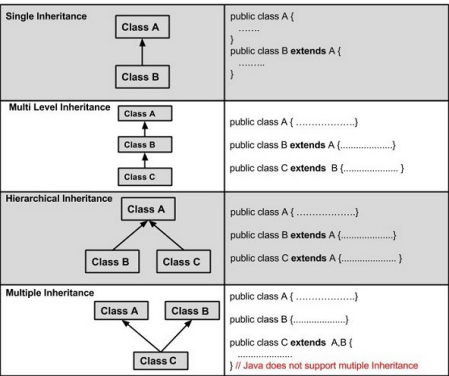 Single Inheritance
Class A
Class B
public class A {
........
}
public class B extends A {
.........
}
Multi Level Inheritance
Class A
Class B
Class C
public class A { ....................}
public class B extends A {....................}
public class C extends B {..................... }
Hierarchical Inheritance
Class A
Class B
Class C
public class A { ....................}
public class B extends A {....................}
public class C extends A {..................... }
Multiple Inheritance
Class A
Class B
Class C
public class A { ....................}
public class B {....................}
public class C extends A,B {
.....................
} // Java does not support mutiple Inheritance